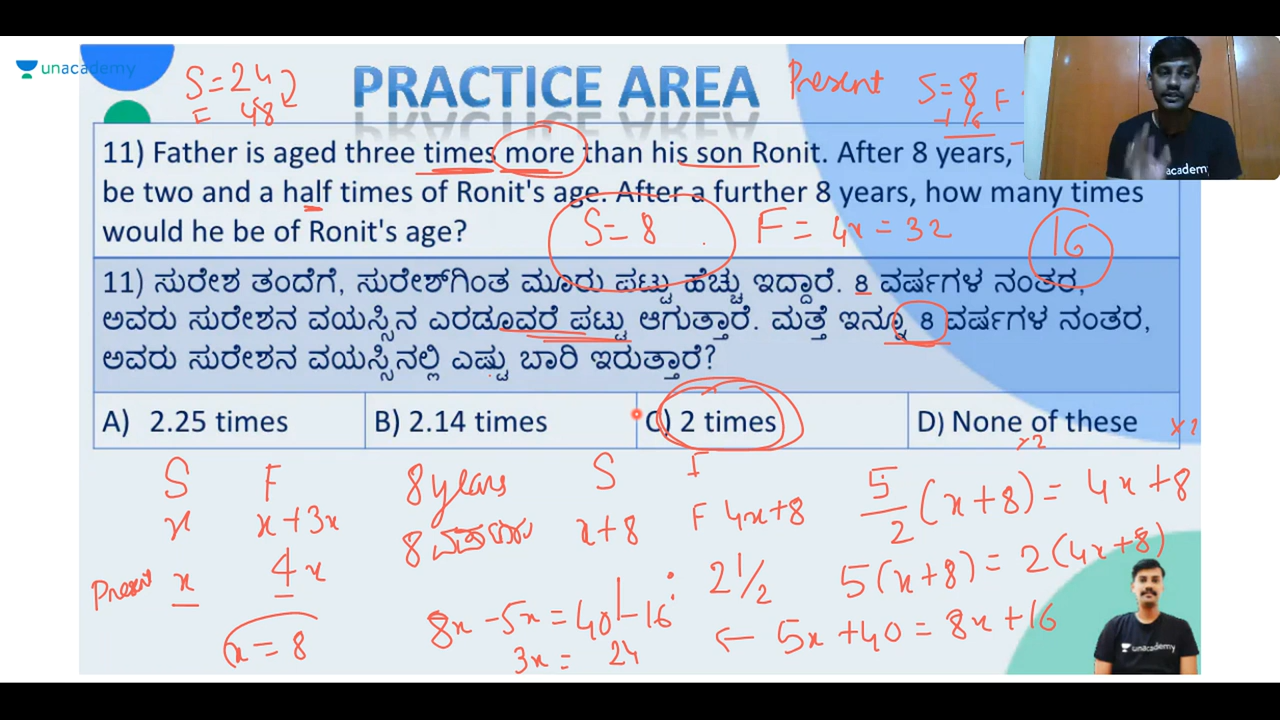 unacademy
S=24
F 48
PRACTICE AREA
Present S=8 F
+16
11) Father is aged three times more than his son Ronit. After 8 years,
be two and a half times of Ronit's age. After a further 8 years, how many times
would he be of Ronit's age?
S=8 F=4x=32 16
11) ಸುರೇಶ ತಂದೆಗೆ, ಸುರೇಶ್‌ಗಿಂತ ಮೂರು ಪಟ್ಟು ಹೆಚ್ಚು ಇದ್ದಾರೆ. 8 ವರ್ಷಗಳ ನಂತರ,
ಅವರು ಸುರೇಶನ ವಯಸ್ಸಿನ ಎರಡೂವರೆ ಪಟ್ಟು ಆಗುತ್ತಾರೆ. ಮತ್ತೆ ಇನ್ನೂ 8 ವರ್ಷಗಳ ನಂತರ,
ಅವರು ಸುರೇಶನ ವಯಸ್ಸಿನಲ್ಲಿ ಎಷ್ಟು ಬಾರಿ ಇರುತ್ತಾರೆ?
A) 2.25 times B) 2.14 times C) 2 times D) None of these
×2 ×2
S F 8 years S F 5/2 (x+8) = 4x+8
x x+3x 8 x+8 F 4x+8
Present x 4x 2 1/2 5(x+8) = 2(4x+8)
8x-5x=40-16 ← 5x+40=8x+16
x=8 3x= 24
unacademy
unacademy